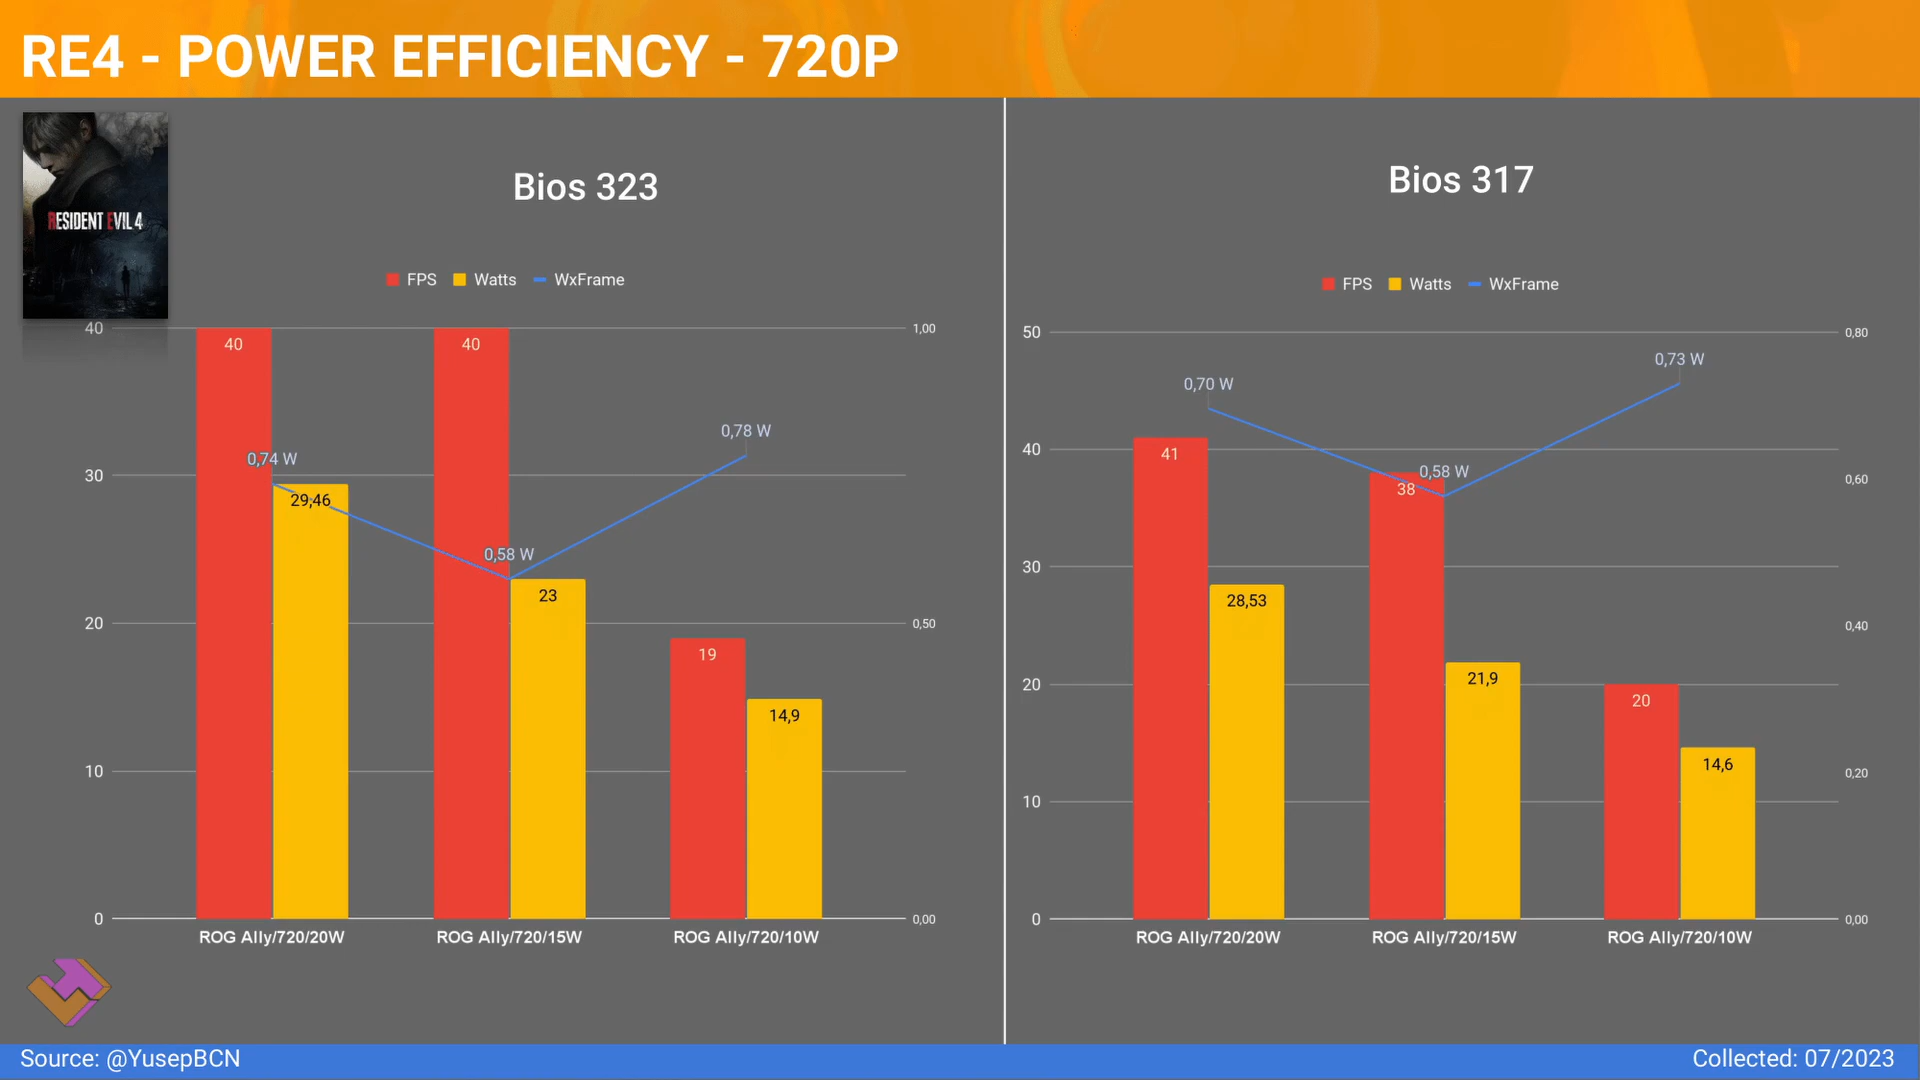 RE4 - POWER EFFICIENCY - 720P
RESIDENT EVIL 4
Bios 323
FPS Watts WxFrame
40 1,00
40 40
0,78 W
0,74 W
30
29,46
0,58 W
23
20 0,50
19
14,9
10
0 0,00
ROG Ally/720/20W ROG Ally/720/15W ROG Ally/720/10W
Bios 317
FPS Watts WxFrame
50 0,80
0,73 W
0,70 W
40
41
0,58 W
0,60
38
30
28,53
0,40
21,9
20
20
14,6
0,20
10
0 0,00
ROG Ally/720/20W ROG Ally/720/15W ROG Ally/720/10W
Source: @YusepBCN
Collected: 07/2023